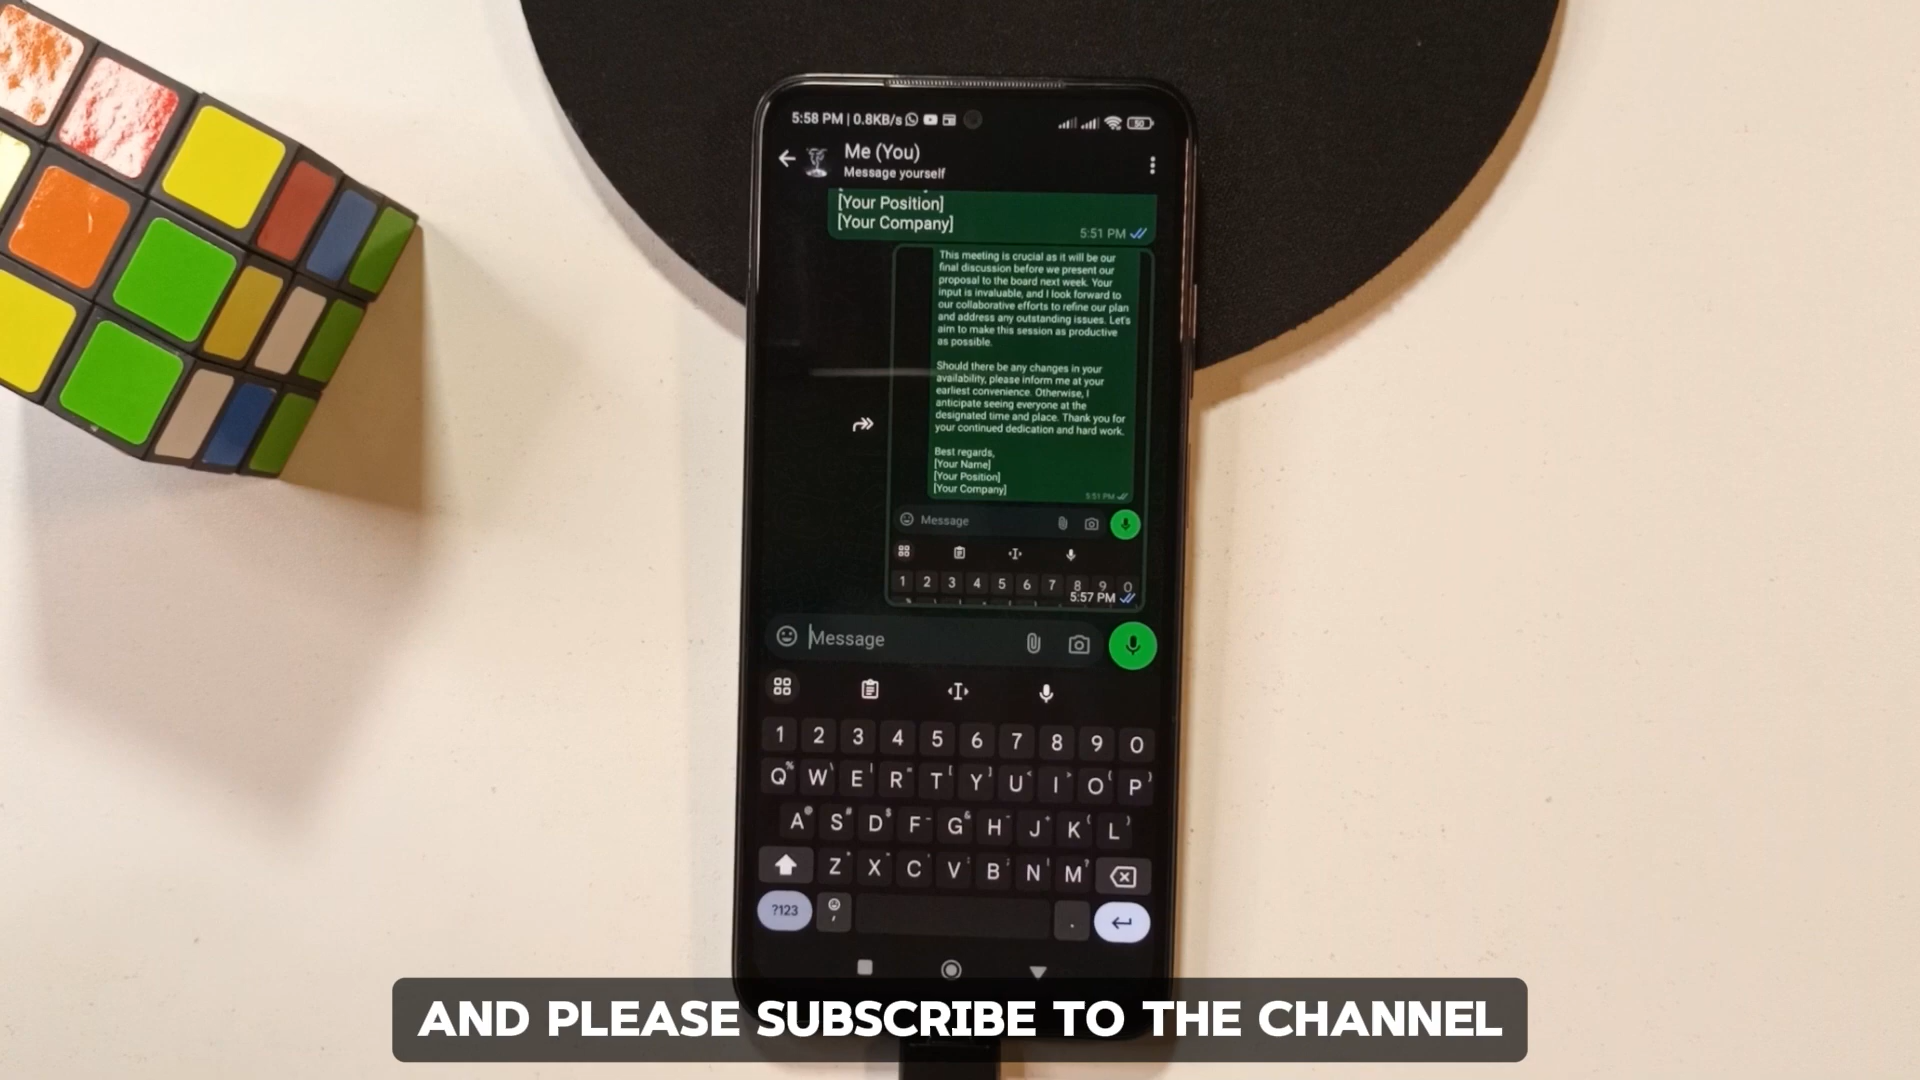 5:58 PM | 0.8KB/s
50
Me (You)
Message yourself
[Your Position]
[Your Company]
5:51 PM
This meeting is crucial as it will be our
final discussion before we present our
proposal to the board next week. Your
input is invaluable, and I look forward to
our collaborative efforts to refine our plan
and address any outstanding issues. Let's
aim to make this session as productive
as possible.
Should there be any changes in your
availability, please inform me at your
earliest convenience. Otherwise, I
anticipate seeing everyone at the
designated time and place. Thank you for
your continued dedication and hard work.
Best regards,
[Your Name]
[Your Position]
[Your Company]
5:51 PM
Message
1 2 3 4 5 6 7 8 9 0
5:57 PM
Message
1 2 3 4 5 6 7 8 9 0
Q W E R T Y U I O P
A S D F G H J K L
Z X C V B N M
?123 , .
AND PLEASE SUBSCRIBE TO THE CHANNEL